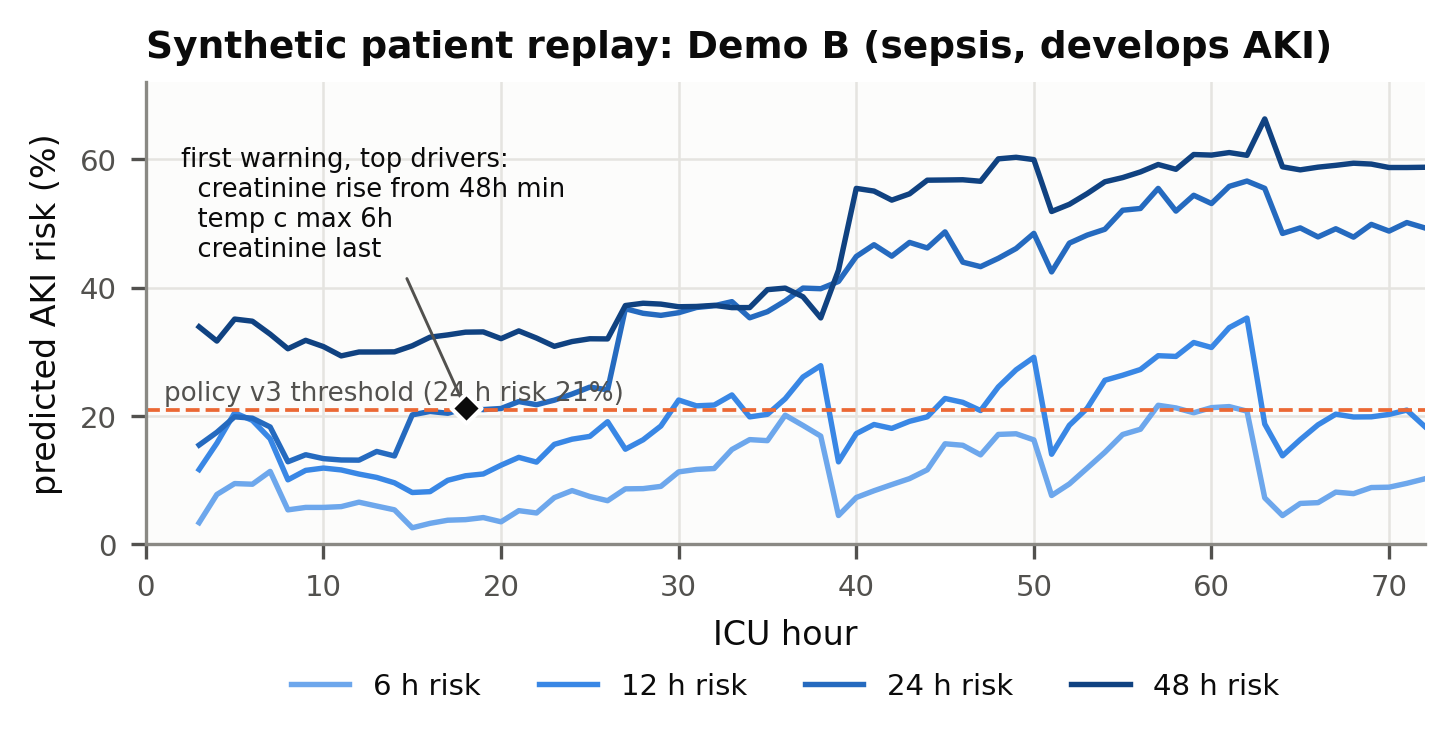 Synthetic patient replay: Demo B (sepsis, develops AKI)
predicted AKI risk (%)
60
40
20
0
first warning, top drivers:
creatinine rise from 48h min
temp c max 6h
creatinine last
policy v3 threshold (24 h risk 21%)
0 10 20 30 40 50 60 70
ICU hour
6 h risk 12 h risk 24 h risk 48 h risk